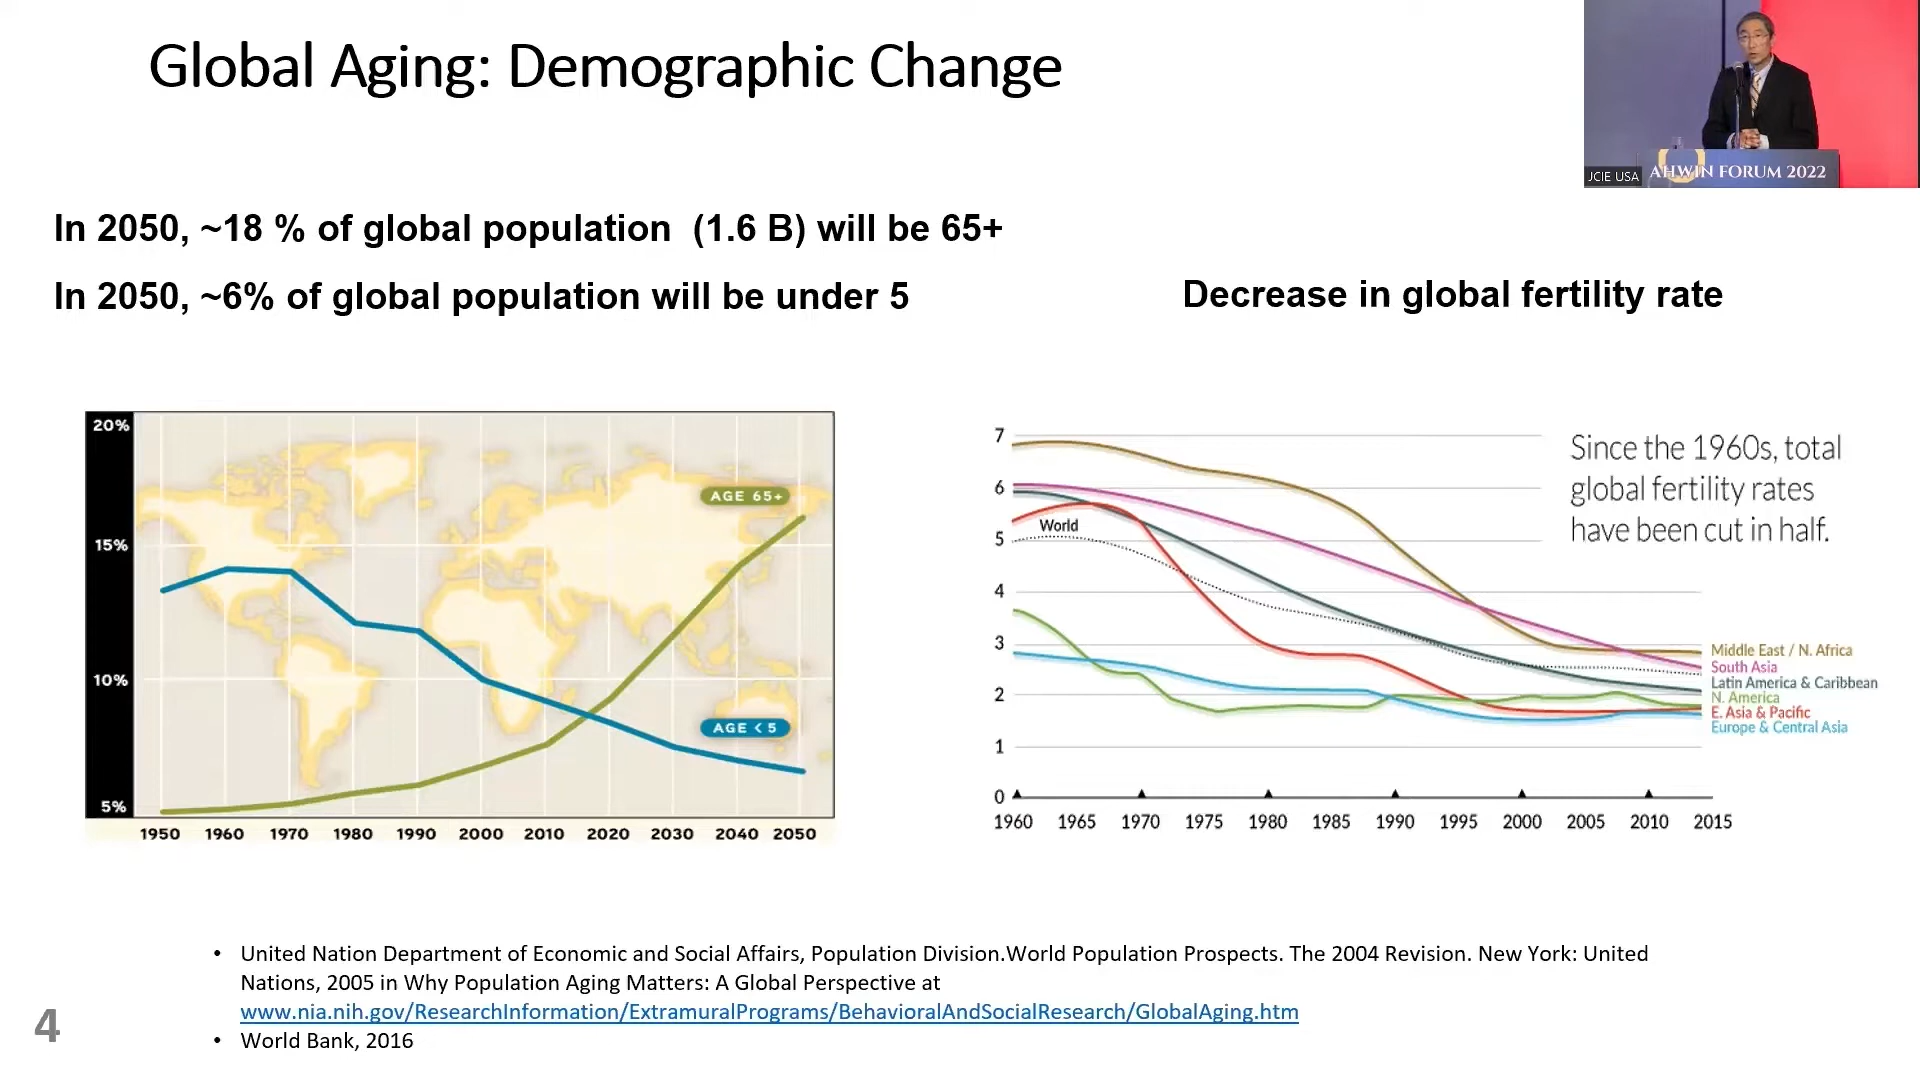 Global Aging: Demographic Change
JCIE USA
AHWIN FORUM 2022
In 2050, ~18 % of global population (1.6 B) will be 65+
In 2050, ~6% of global population will be under 5
Decrease in global fertility rate
20%
15%
10%
5%
AGE 65+
AGE < 5
1950 1960 1970 1980 1990 2000 2010 2020 2030 2040 2050
7
6
5
4
3
2
1
0
World
Since the 1960s, total
global fertility rates
have been cut in half.
Middle East / N. Africa
South Asia
Latin America & Caribbean
N. America
E. Asia & Pacific
Europe & Central Asia
1960 1965 1970 1975 1980 1985 1990 1995 2000 2005 2010 2015
• United Nation Department of Economic and Social Affairs, Population Division.World Population Prospects. The 2004 Revision. New York: United
Nations, 2005 in Why Population Aging Matters: A Global Perspective at
www.nia.nih.gov/ResearchInformation/ExtramuralPrograms/BehavioralAndSocialResearch/GlobalAging.htm
• World Bank, 2016
4